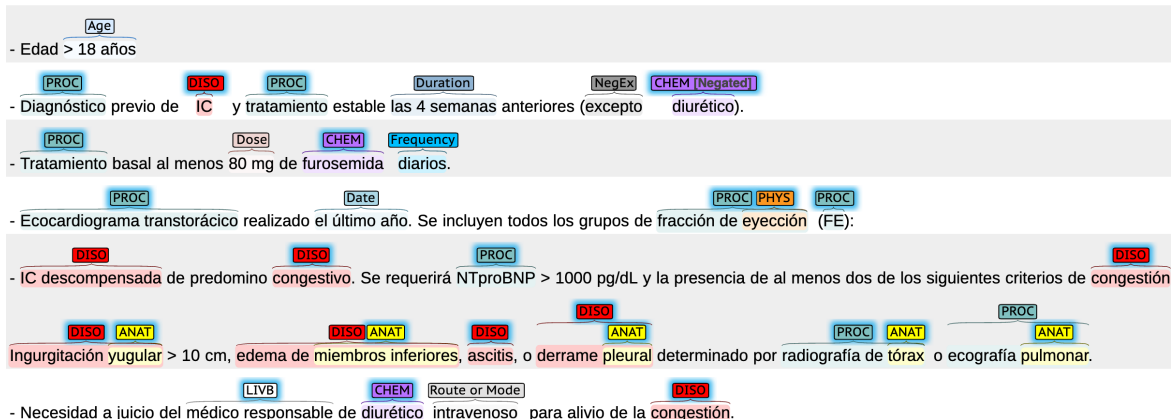 Age
- Edad > 18 años
PROC DISO PROC Duration NegEx CHEM [Negated]
- Diagnóstico previo de IC y tratamiento estable las 4 semanas anteriores (excepto diurético).
PROC Dose CHEM Frequency
- Tratamiento basal al menos 80 mg de furosemida diarios.
PROC Date PROC PHYS PROC
- Ecocardiograma transtorácico realizado el último año. Se incluyen todos los grupos de fracción de eyección (FE):
DISO DISO PROC DISO
- IC descompensada de predomino congestivo. Se requerirá NTproBNP > 1000 pg/dL y la presencia de al menos dos de los siguientes criterios de congestión
DISO PROC
DISO ANAT DISO ANAT DISO ANAT PROC ANAT ANAT
Ingurgitación yugular > 10 cm, edema de miembros inferiores, ascitis, o derrame pleural determinado por radiografía de tórax o ecografía pulmonar.
LIVB CHEM Route or Mode DISO
- Necesidad a juicio del médico responsable de diurético intravenoso para alivio de la congestión.